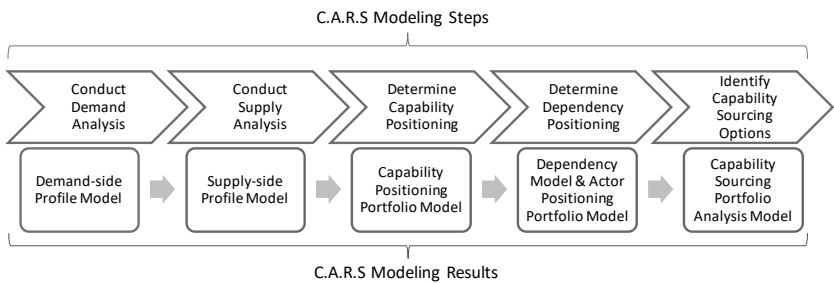 C.A.R.S Modeling Steps
Conduct
Demand
Analysis
Conduct
Supply
Analysis
Determine
Capability
Positioning
Determine
Dependency
Positioning
Identify
Capability
Sourcing
Options
Demand-side
Profile Model
Supply-side
Profile Model
Capability
Positioning
Portfolio Model
Dependency
Model & Actor
Positioning
Portfolio Model
Capability
Sourcing
Portfolio
Analysis Model
C.A.R.S Modeling Results